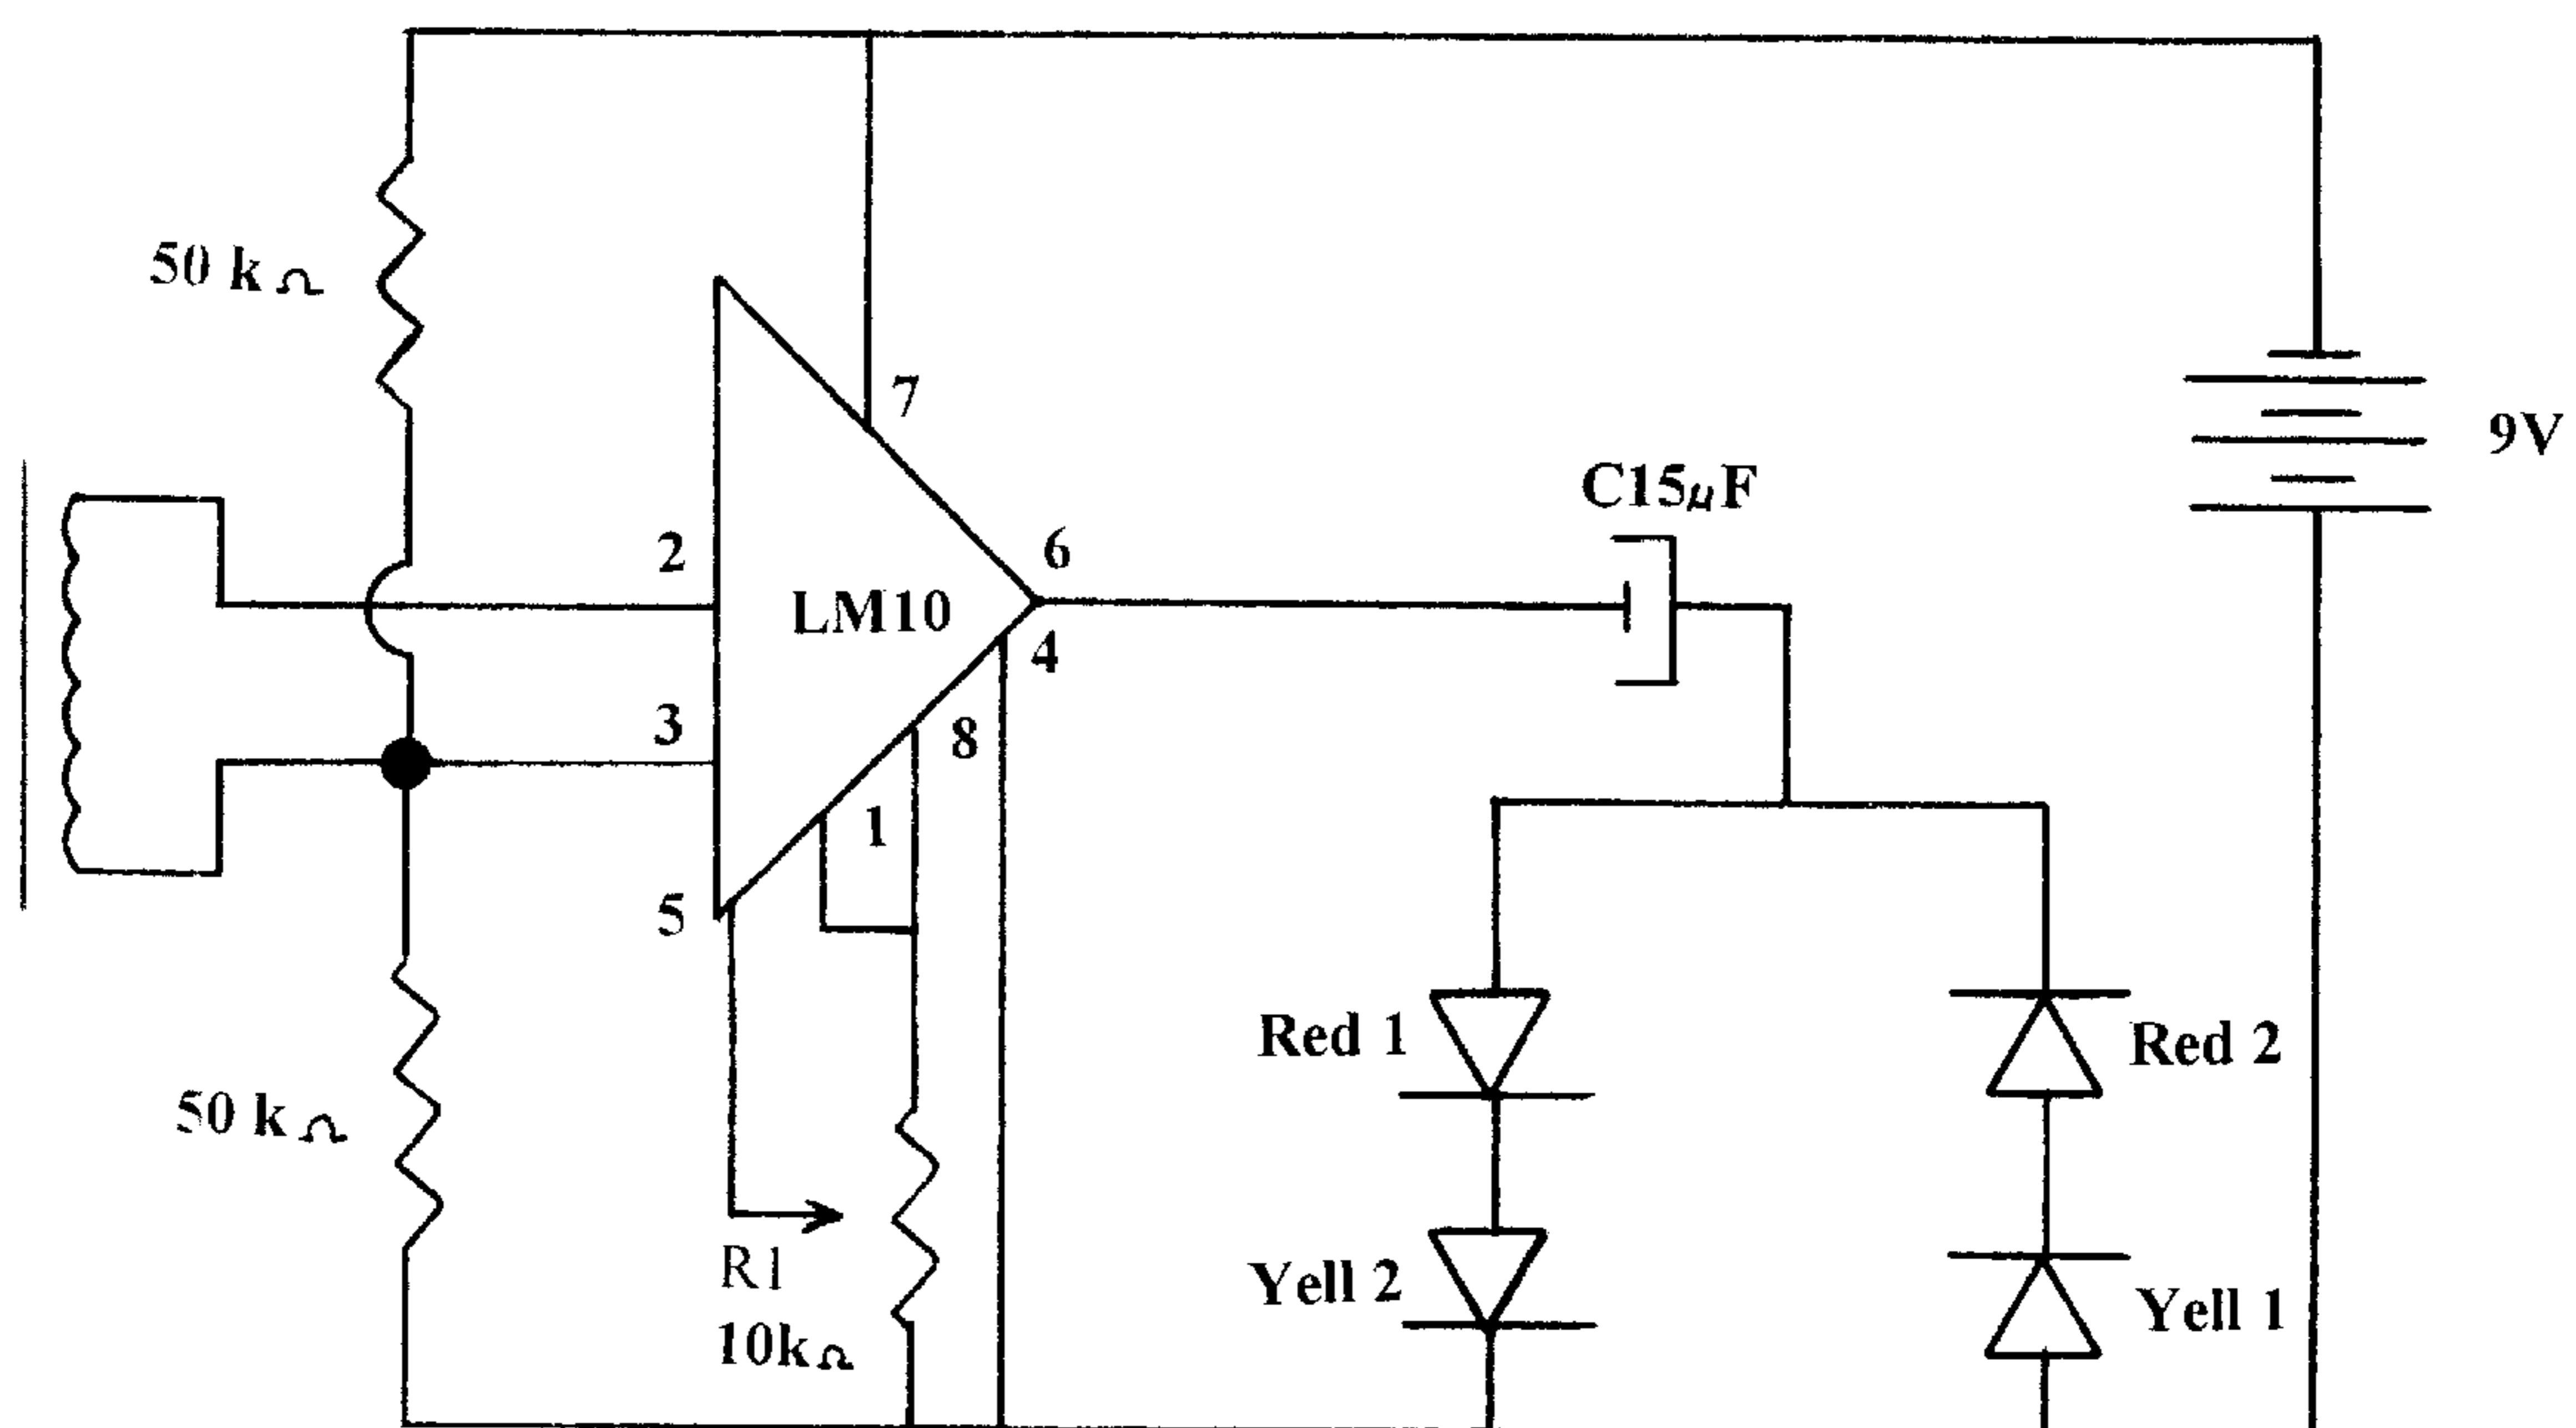 50 kΩ
7
9V
C15μF
2
6
LM10
4
3
8
1
5
Red 1
Red 2
50 kΩ
R1
10kΩ
Yell 2
Yell 1